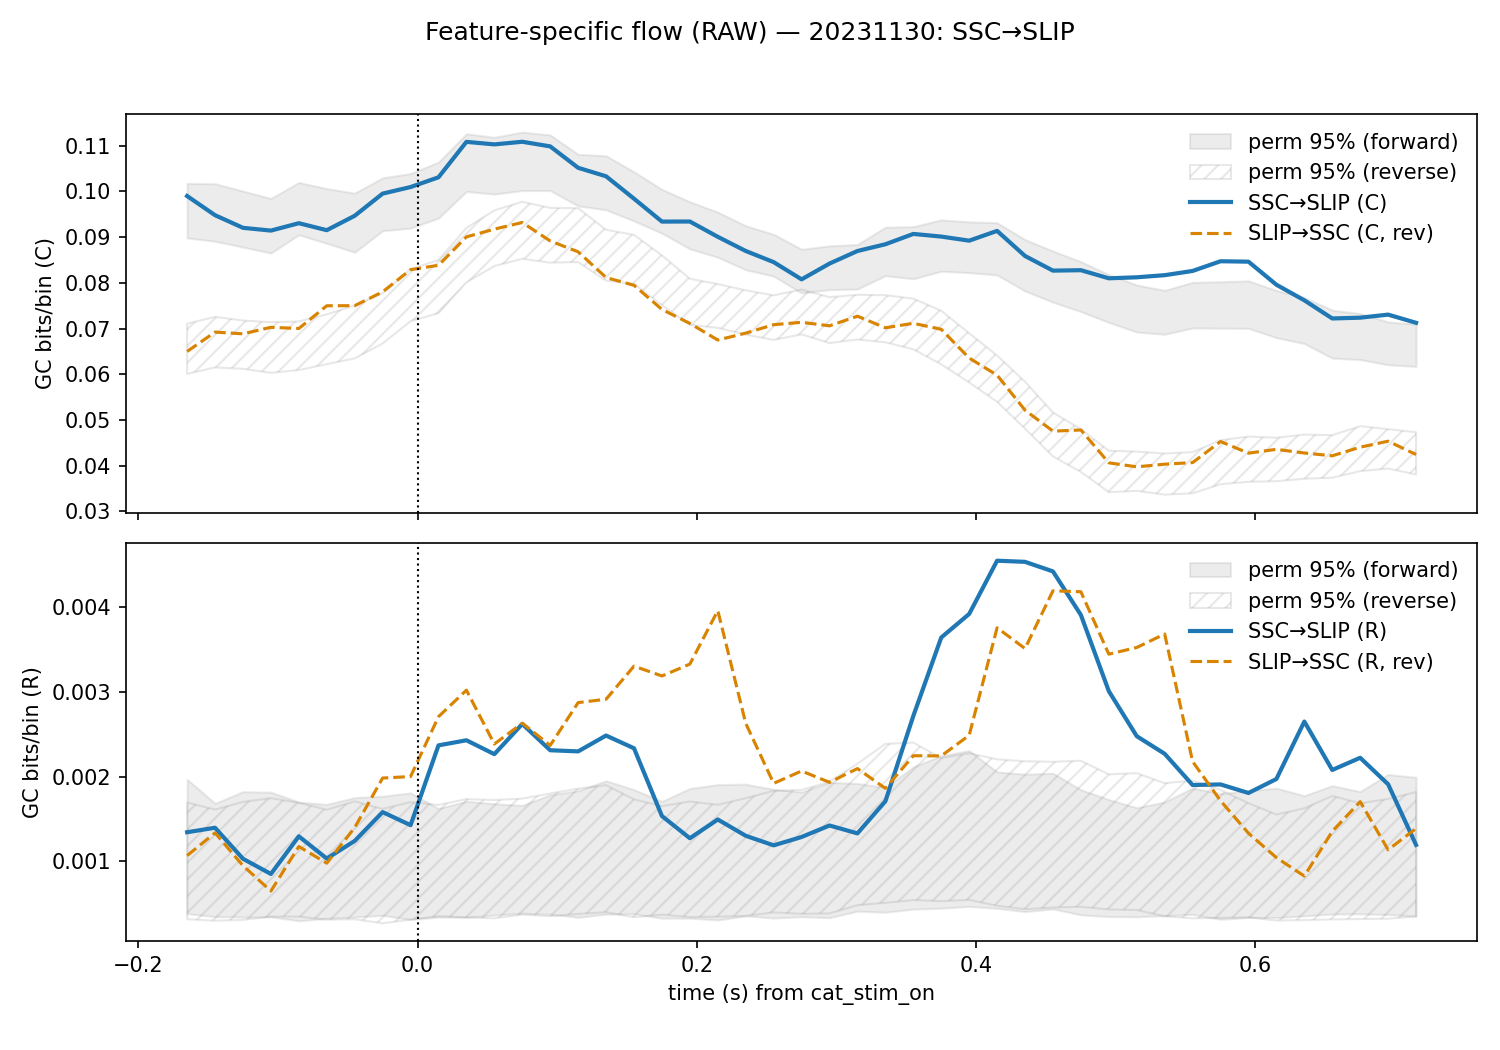 Feature-specific flow (RAW) — 20231130: SSC→SLIP
GC bits/bin (C)
0.11
0.10
0.09
0.08
0.07
0.06
0.05
0.04
0.03
perm 95% (forward)
perm 95% (reverse)
SSC→SLIP (C)
SLIP→SSC (C, rev)
GC bits/bin (R)
0.004
0.003
0.002
0.001
perm 95% (forward)
perm 95% (reverse)
SSC→SLIP (R)
SLIP→SSC (R, rev)
−0.2
0.0
0.2
0.4
0.6
time (s) from cat_stim_on